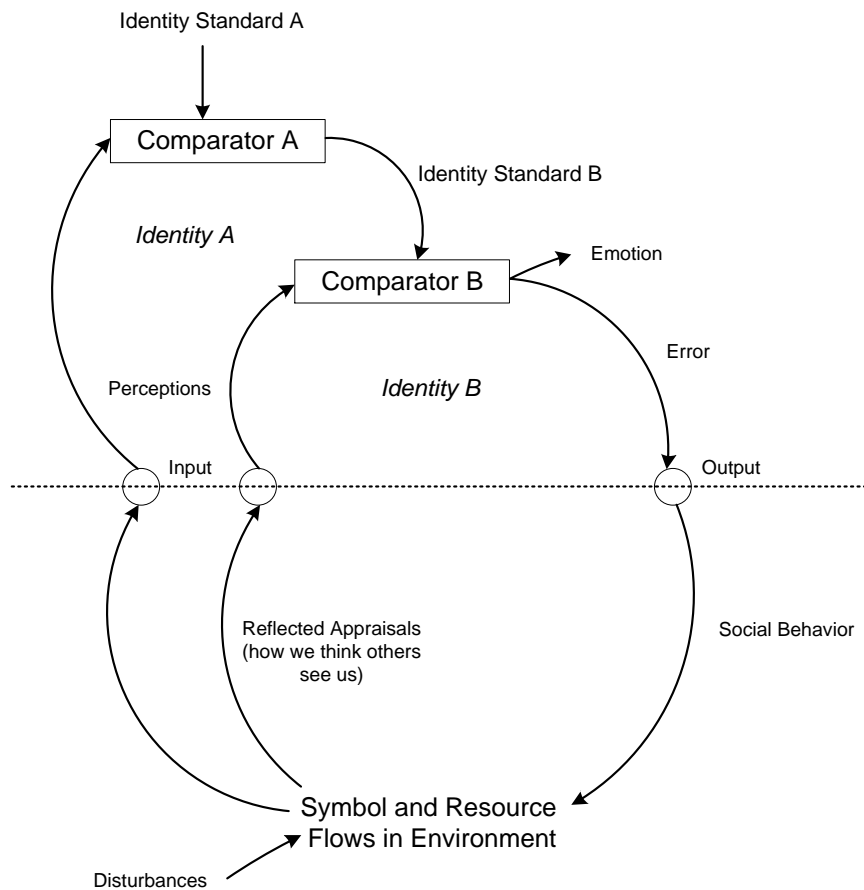 Identity Standard A
Comparator A
Identity Standard B
Identity A
Emotion
Comparator B
Error
Perceptions
Identity B
Input
Output
Reflected Appraisals
(how we think others
see us)
Social Behavior
Symbol and Resource
Flows in Environment
Disturbances